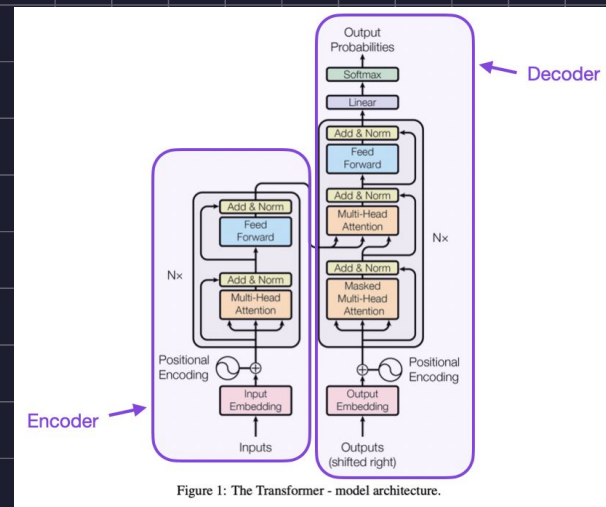 Output
Probabilities
Softmax
Linear
Add & Norm
Feed
Forward
Add & Norm
Multi-Head
Attention
Add & Norm
Masked
Multi-Head
Attention
Nx
Positional
Encoding
Output
Embedding
Outputs
(shifted right)
Decoder
Add & Norm
Feed
Forward
Add & Norm
Multi-Head
Attention
Nx
Positional
Encoding
Input
Embedding
Inputs
Encoder
Figure 1: The Transformer - model architecture.